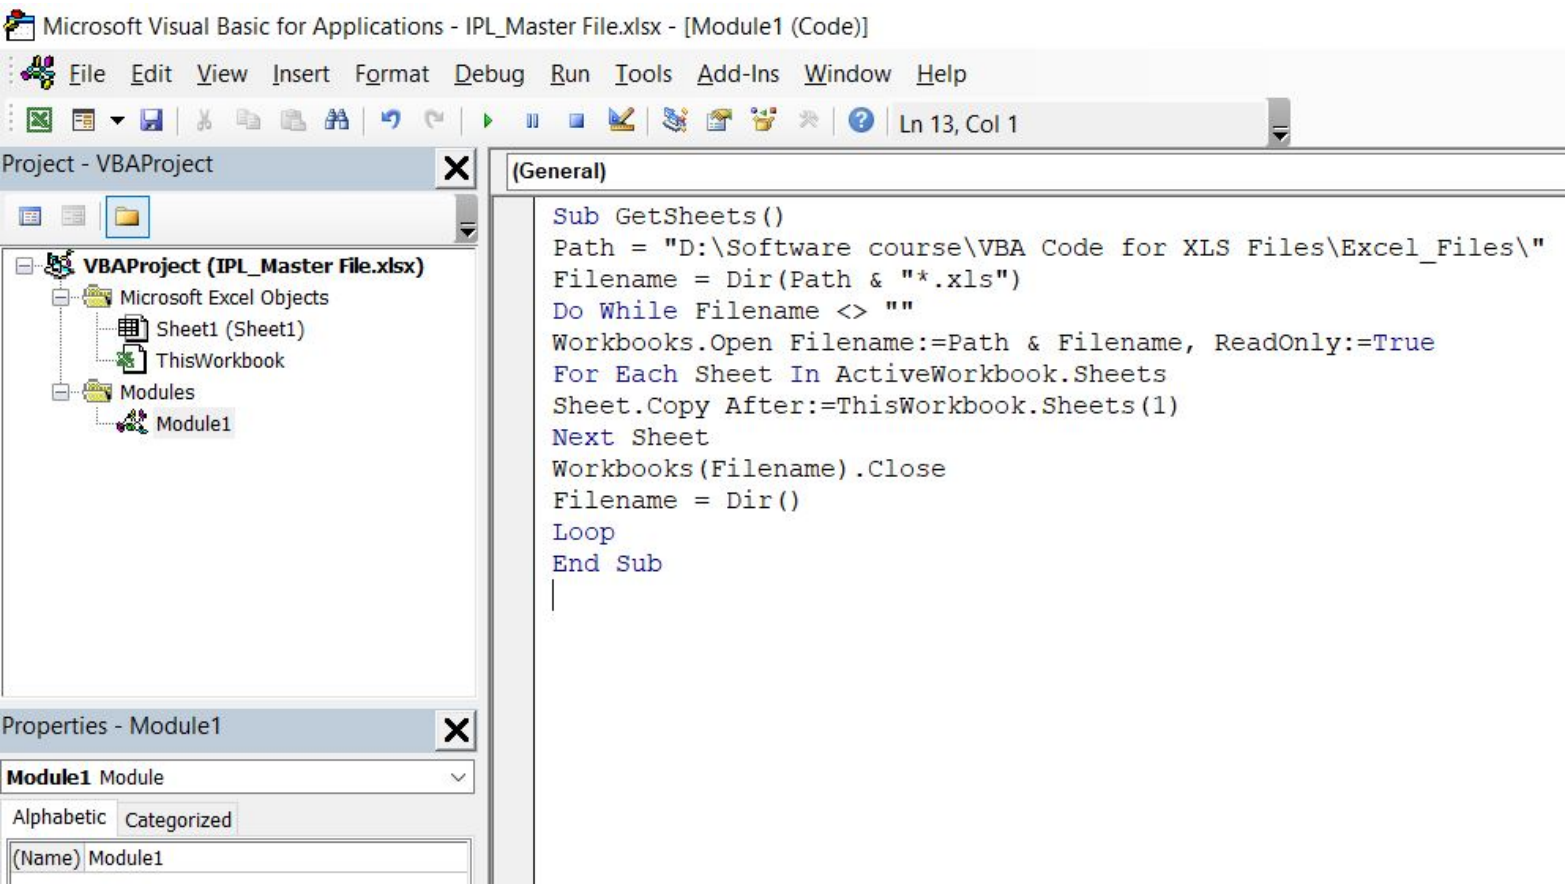 Microsoft Visual Basic for Applications - IPL_Master File.xlsx - [Module1 (Code)]
File Edit View Insert Format Debug Run Tools Add-Ins Window Help
Ln 13, Col 1
Project - VBAProject
VBAProject (IPL_Master File.xlsx)
Microsoft Excel Objects
Sheet1 (Sheet1)
ThisWorkbook
Modules
Module1
Properties - Module1
Module1 Module
Alphabetic Categorized
(Name) Module1
(General)
Sub GetSheets()
Path = "D:\Software course\VBA Code for XLS Files\Excel_Files\"
Filename = Dir(Path & "*.xls")
Do While Filename <> ""
Workbooks.Open Filename:=Path & Filename, ReadOnly:=True
For Each Sheet In ActiveWorkbook.Sheets
Sheet.Copy After:=ThisWorkbook.Sheets(1)
Next Sheet
Workbooks(Filename).Close
Filename = Dir()
Loop
End Sub